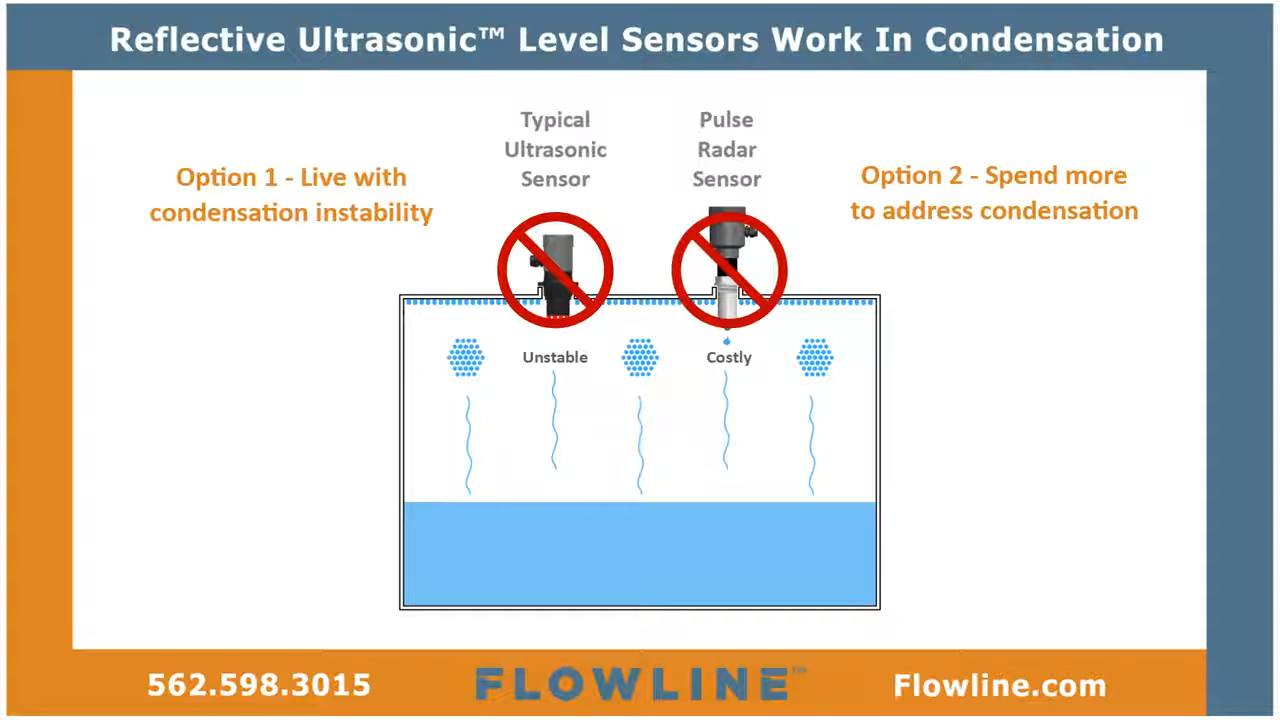 Reflective Ultrasonic™ Level Sensors Work In Condensation
Typical
Ultrasonic
Sensor
Pulse
Radar
Sensor
Option 1 - Live with
condensation instability
Option 2 - Spend more
to address condensation
Unstable
Costly
562.598.3015
FLOWLINE™
Flowline.com